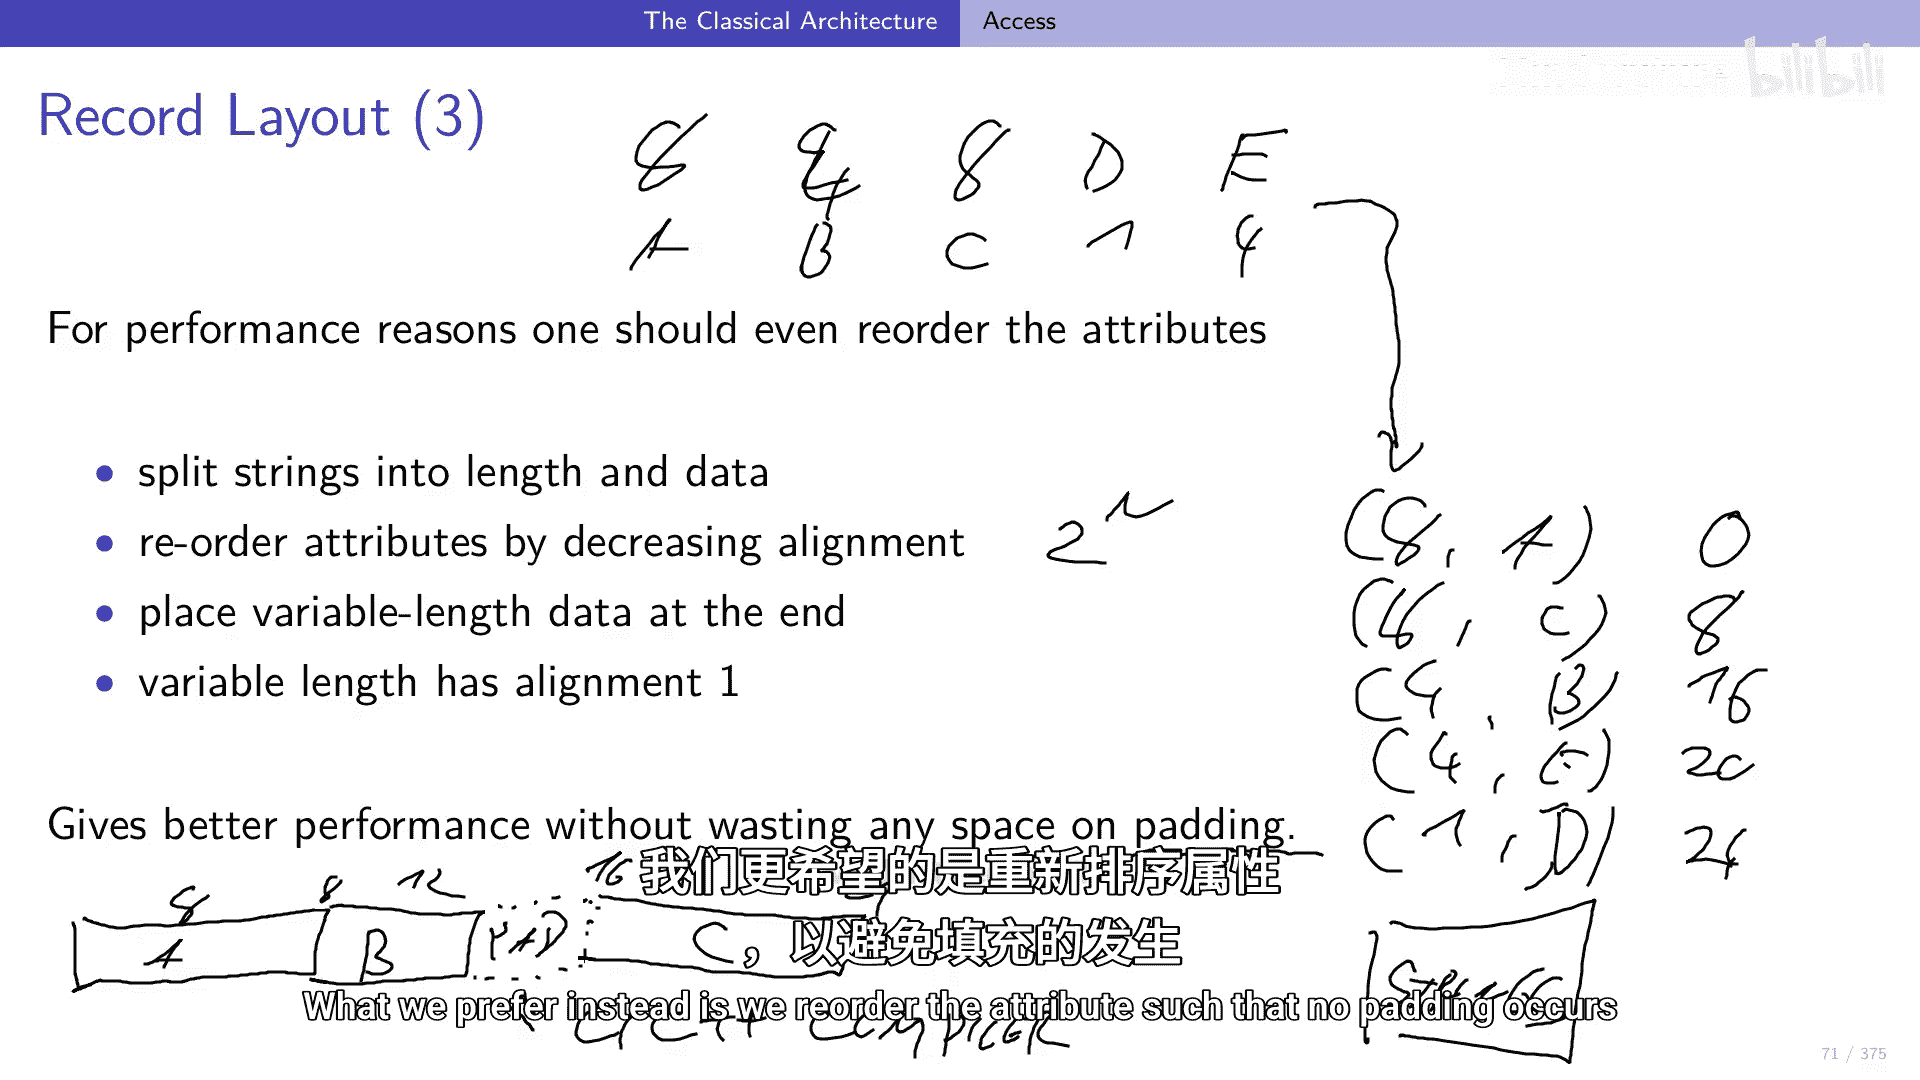 The Classical Architecture Access
bilibili
Record Layout (3)
8 4 8 D E
A B C 1 4
For performance reasons one should even reorder the attributes
• split strings into length and data
• re-order attributes by decreasing alignment
• place variable-length data at the end
• variable length has alignment 1
2^N
(8, A) 0
(8, C) 8
(4, B) 16
(4, E) 20
(1, D) 24
Gives better performance without wasting any space on padding.
8 8 12 16
A B PAD C
我们更希望的是重新排序属性
，以避免填充的发生
What we prefer instead is we reorder the attribute such that no padding occurs
COMPILER
71 / 375